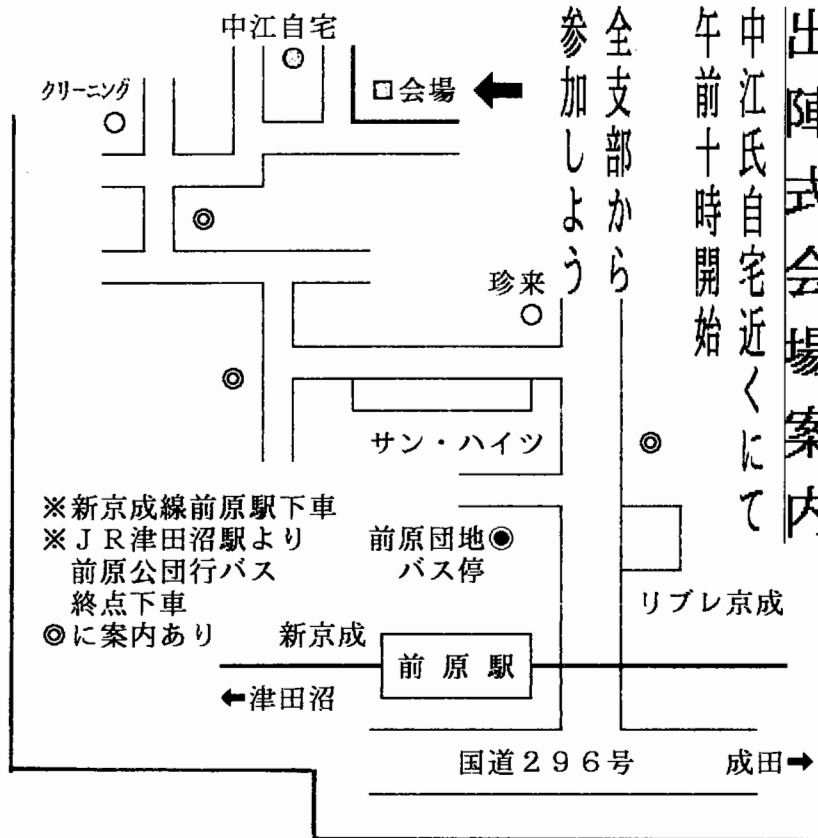 出陣式会場案内
中江氏自宅近くにて
午前十時開始
全支部から
参加しよう
中江自宅
クリーニング
会場
珍来
サン・ハイツ
※新京成線前原駅下車
※JR津田沼駅より
前原公団行バス
終点下車
◎に案内あり
前原団地
バス停
リブレ京成
新京成
前原駅
←津田沼
国道296号
成田→